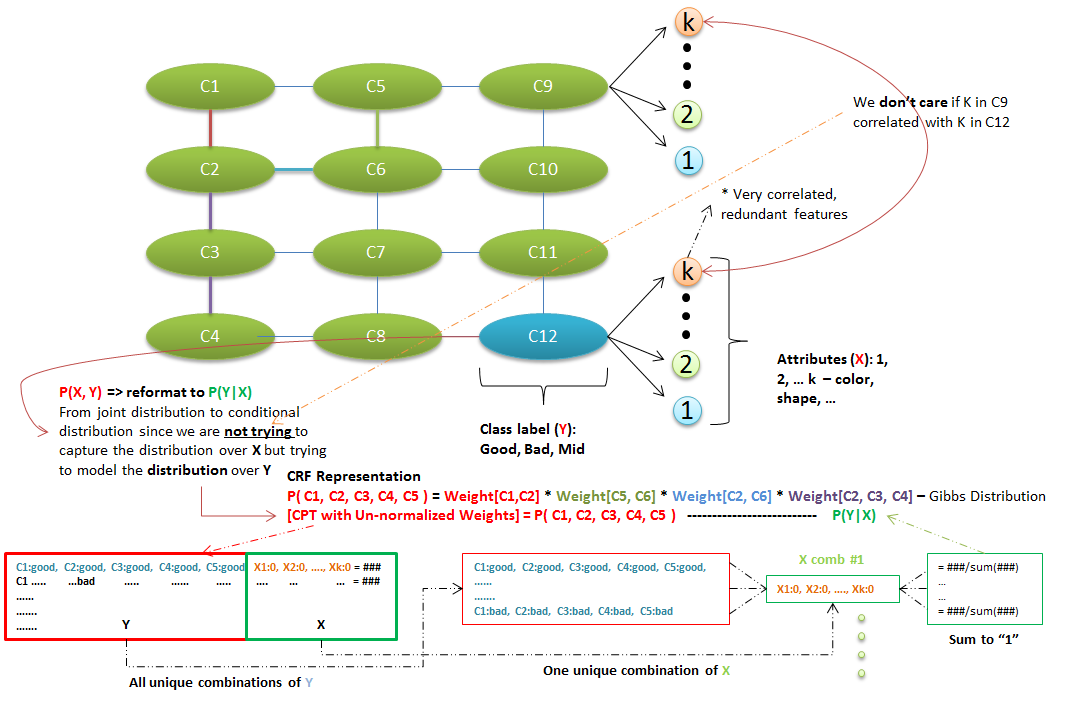 k
C1
C5
C9
2
1
We don't care if K in C9
correlated with K in C12
C2
C6
C10
* Very correlated,
redundant features
C3
C7
C11
k
C4
C8
C12
2
1
Attributes (X): 1,
2, ... k – color,
shape, ...
P(X, Y) => reformat to P(Y|X)
From joint distribution to conditional
distribution since we are not trying to
capture the distribution over X but trying
to model the distribution over Y
Class label (Y):
Good, Bad, Mid
CRF Representation
P( C1, C2, C3, C4, C5 ) = Weight[C1,C2] * Weight[C5, C6] * Weight[C2, C6] * Weight[C2, C3, C4] – Gibbs Distribution
[CPT with Un-normalized Weights] = P( C1, C2, C3, C4, C5 ) -------------------------- P(Y|X)
C1:good, C2:good, C3:good, C4:good, C5:good X1:0, X2:0, ...., Xk:0 = ###
C1 ..... ...bad ..... ...... ..... .... ... ... = ###
......
.......
....... Y X
C1:good, C2:good, C3:good, C4:good, C5:good,
......
.......
C1:bad, C2:bad, C3:bad, C4:bad, C5:bad
X comb #1
X1:0, X2:0, ...., Xk:0
= ###/sum(###)
...
...
= ###/sum(###)
Sum to "1"
All unique combinations of Y
One unique combination of X